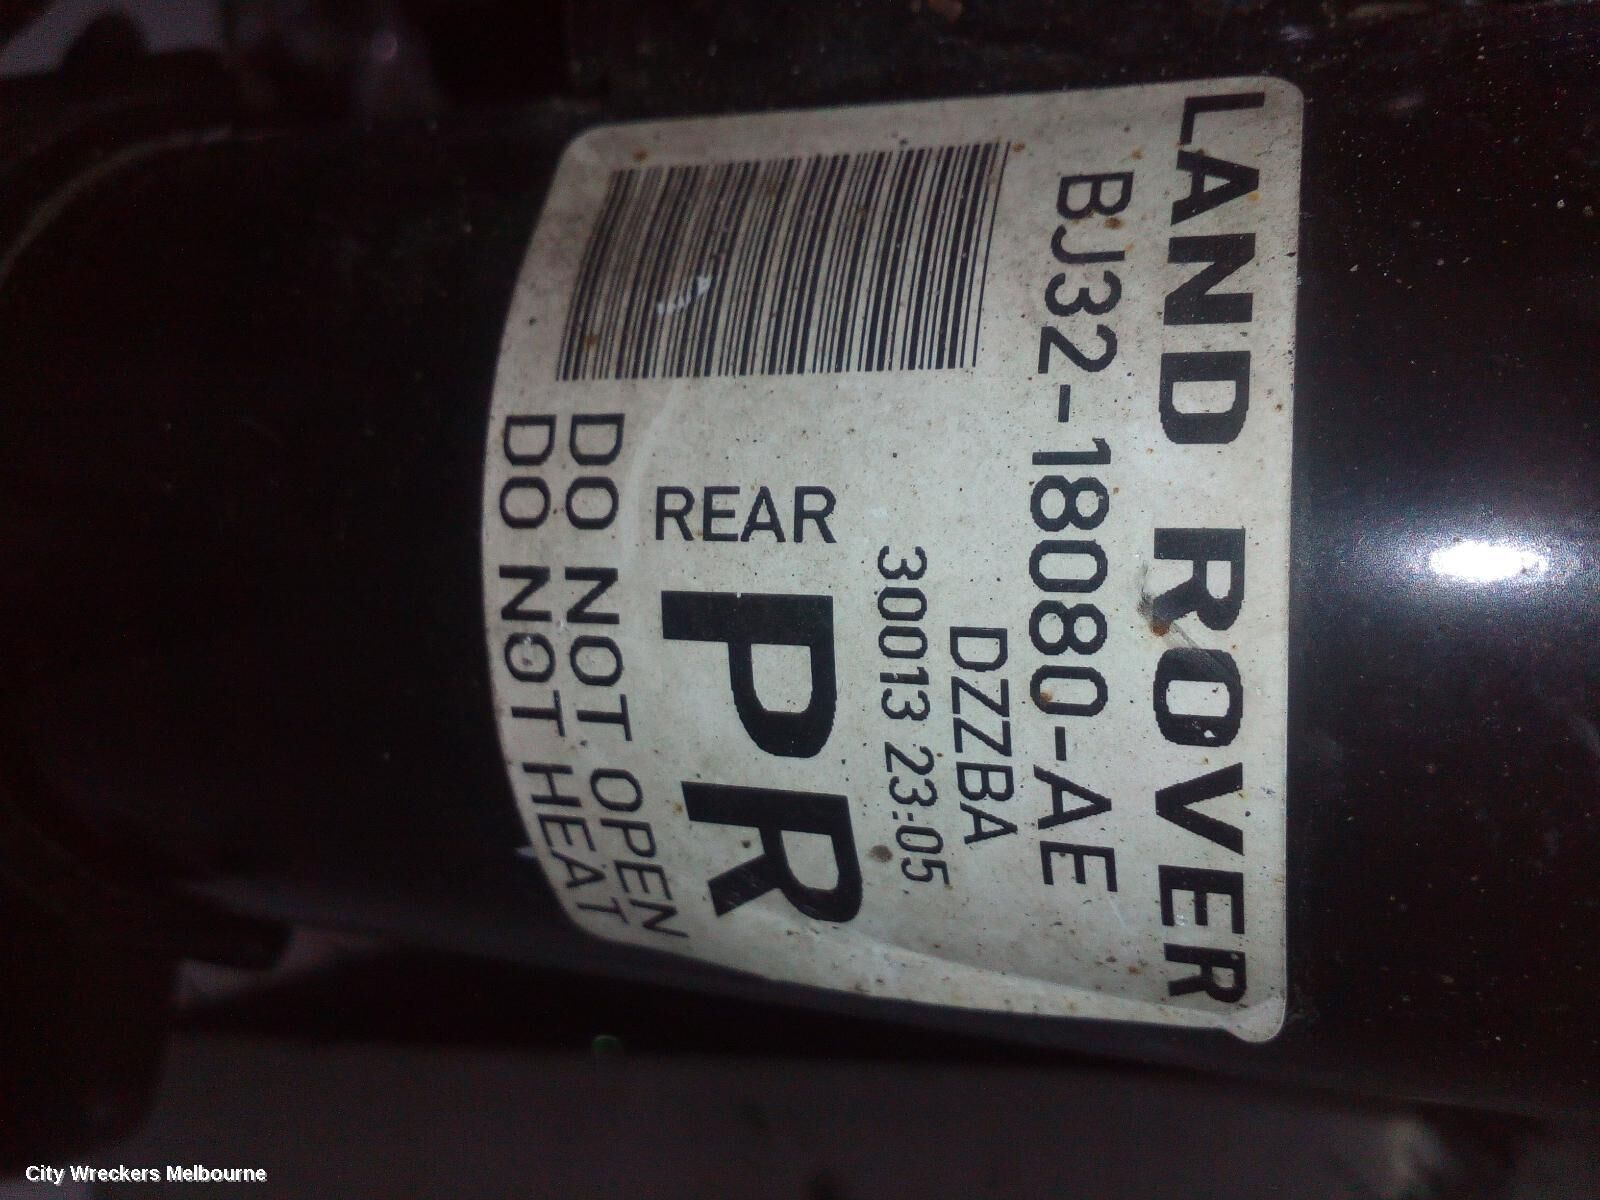 LAND ROVER
BJ32-18080-AE
DZZBA
30013 23:05
REAR PR
DO NOT OPEN
DO NOT HEAT
City Wreckers Melbourne